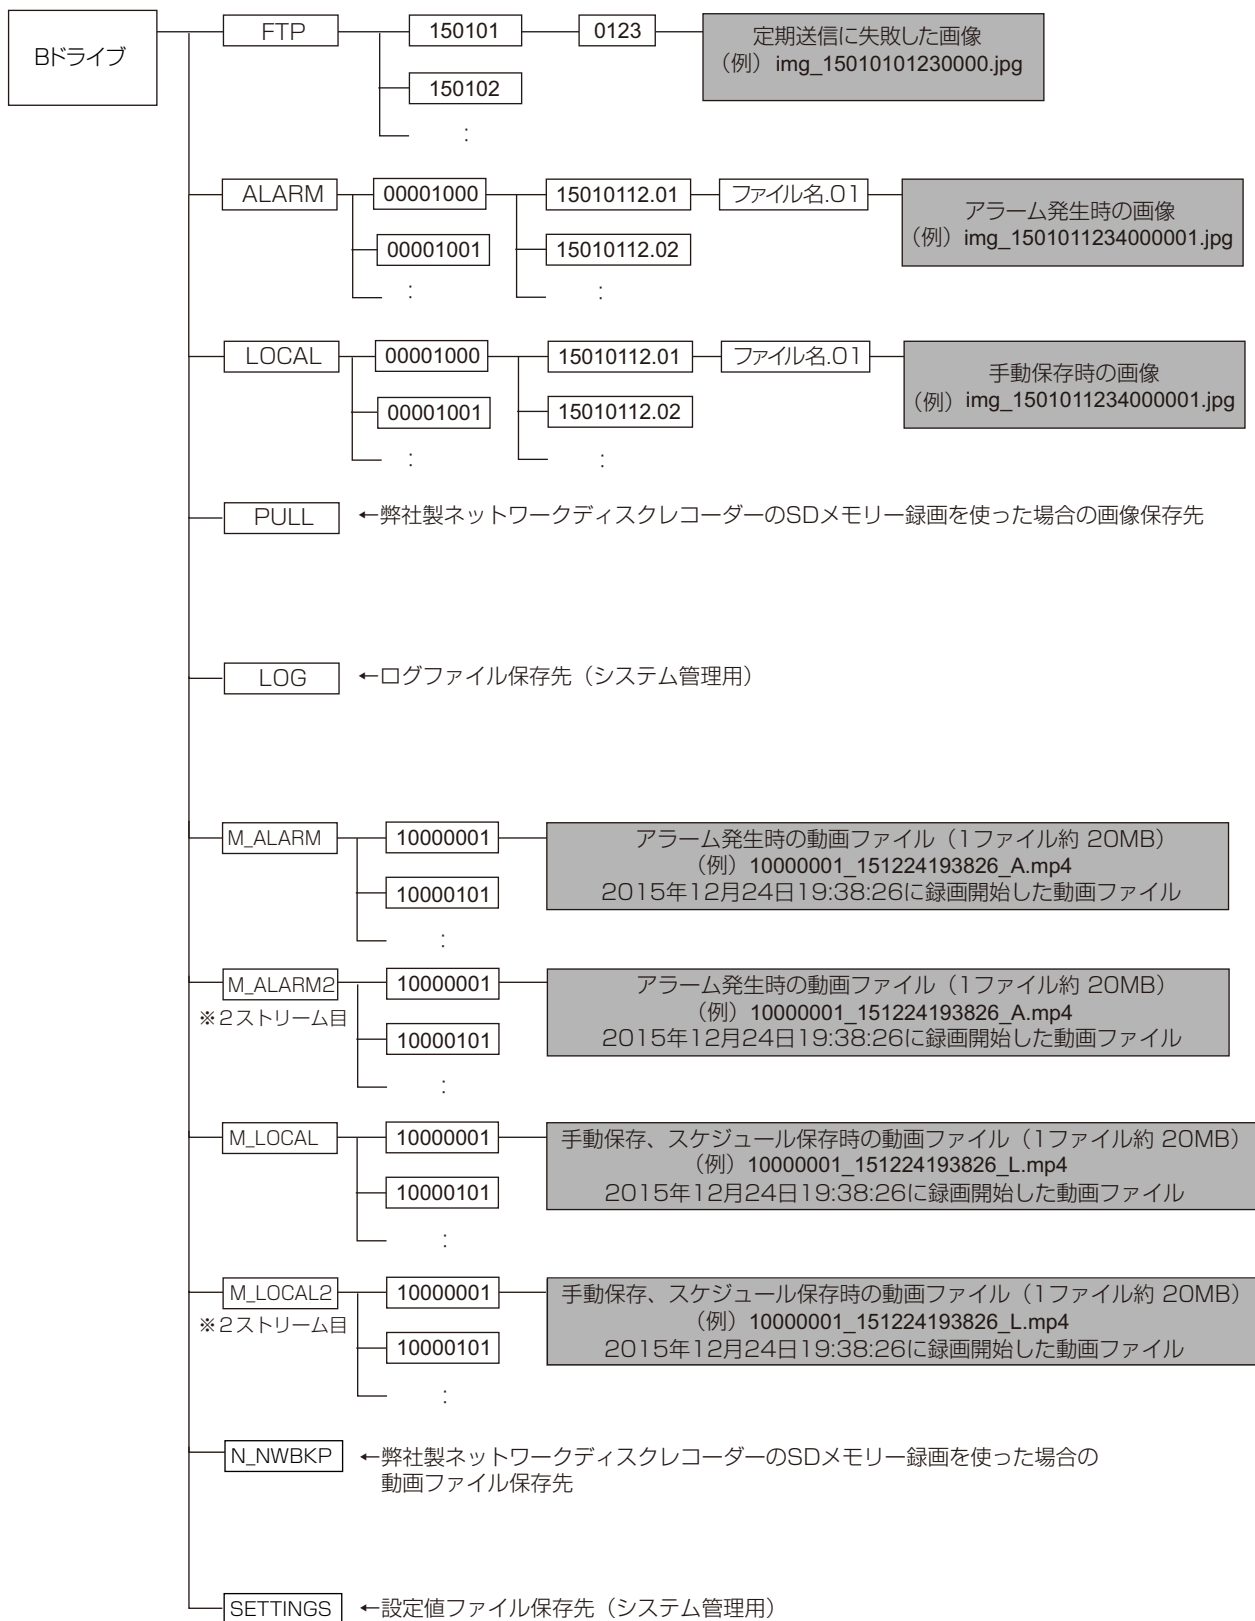 Bドライブ
FTP
150101
0123
定期送信に失敗した画像
（例）img_15010101230000.jpg
150102
:
ALARM
00001000
15010112.01
ファイル名.01
アラーム発生時の画像
（例）img_1501011234000001.jpg
00001001
15010112.02
:
:
LOCAL
00001000
15010112.01
ファイル名.01
手動保存時の画像
（例）img_1501011234000001.jpg
00001001
15010112.02
:
:
PULL
←弊社製ネットワークディスクレコーダーのSDメモリー録画を使った場合の画像保存先
LOG
←ログファイル保存先（システム管理用）
M_ALARM
10000001
アラーム発生時の動画ファイル（1ファイル約 20MB）
（例）10000001_151224193826_A.mp4
2015年12月24日19:38:26に録画開始した動画ファイル
10000101
:
M_ALARM2
※2ストリーム目
10000001
アラーム発生時の動画ファイル（1ファイル約 20MB）
（例）10000001_151224193826_A.mp4
2015年12月24日19:38:26に録画開始した動画ファイル
10000101
:
M_LOCAL
10000001
手動保存、スケジュール保存時の動画ファイル（1ファイル約 20MB）
（例）10000001_151224193826_L.mp4
2015年12月24日19:38:26に録画開始した動画ファイル
10000101
:
M_LOCAL2
※2ストリーム目
10000001
手動保存、スケジュール保存時の動画ファイル（1ファイル約 20MB）
（例）10000001_151224193826_L.mp4
2015年12月24日19:38:26に録画開始した動画ファイル
10000101
:
N_NWBKP
←弊社製ネットワークディスクレコーダーのSDメモリー録画を使った場合の
動画ファイル保存先
SETTINGS
←設定値ファイル保存先（システム管理用）